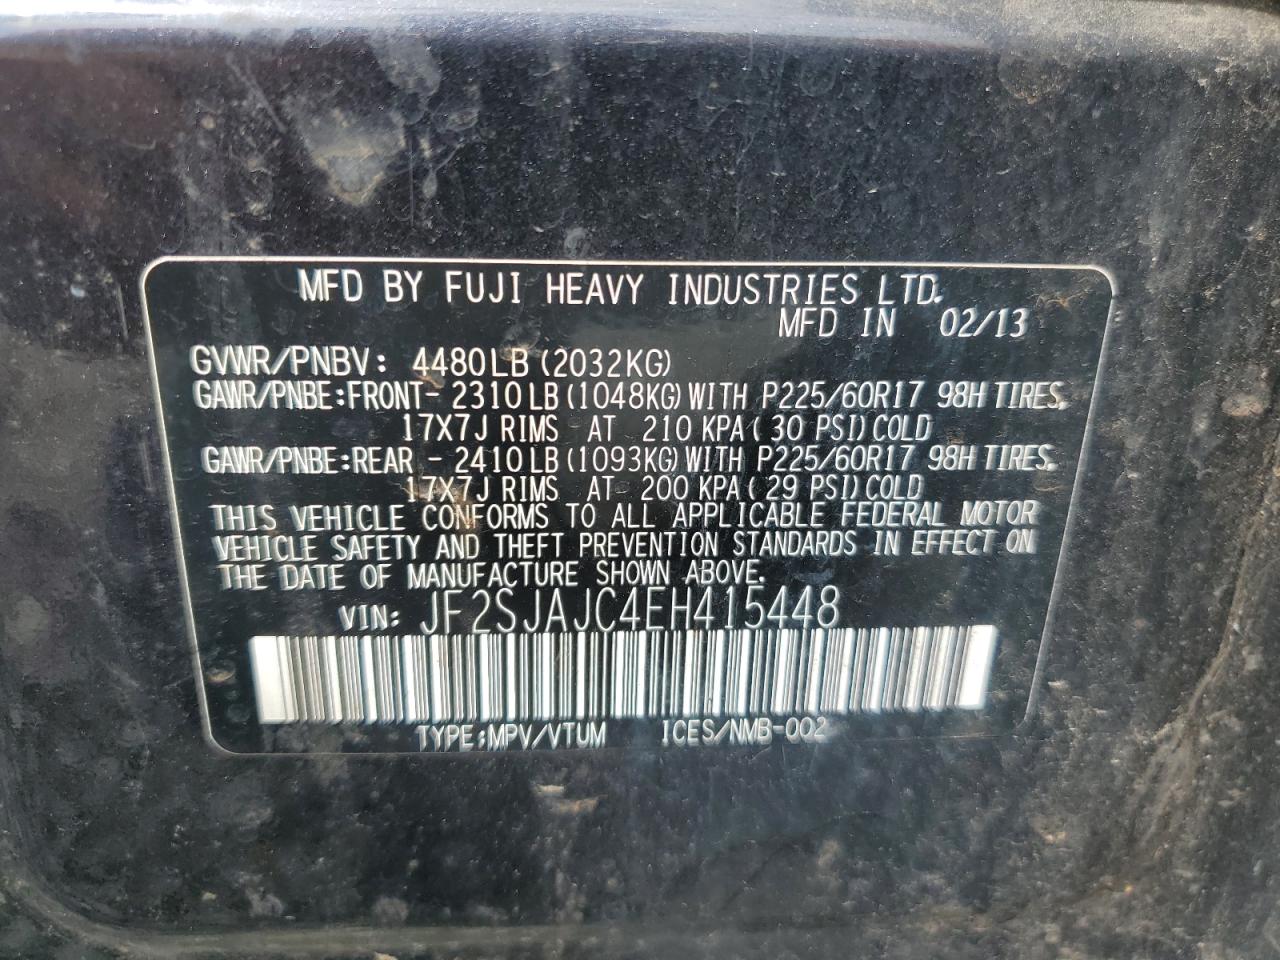 MFD BY FUJI HEAVY INDUSTRIES LTD.
MFD IN 02/13
GVWR/PNBV: 4480LB(2032KG)
GAWR/PNBE:FRONT- 2310LB(1048KG)WITH P225/60R17 98H TIRES,
17X7J RIMS AT 210 KPA(30 PSI)COLD
GAWR/PNBE:REAR - 2410LB(1093KG)WITH P225/60R17 98H TIRES.
17X7J RIMS AT 200 KPA(29 PSI)COLD
THIS VEHICLE CONFORMS TO ALL APPLICABLE FEDERAL MOTOR
VEHICLE SAFETY AND THEFT PREVENTION STANDARDS IN EFFECT ON
THE DATE OF MANUFACTURE SHOWN ABOVE.
VIN: JF2SJAJC4EH415448
TYPE:MPV/VTUM ICES/NMB-002